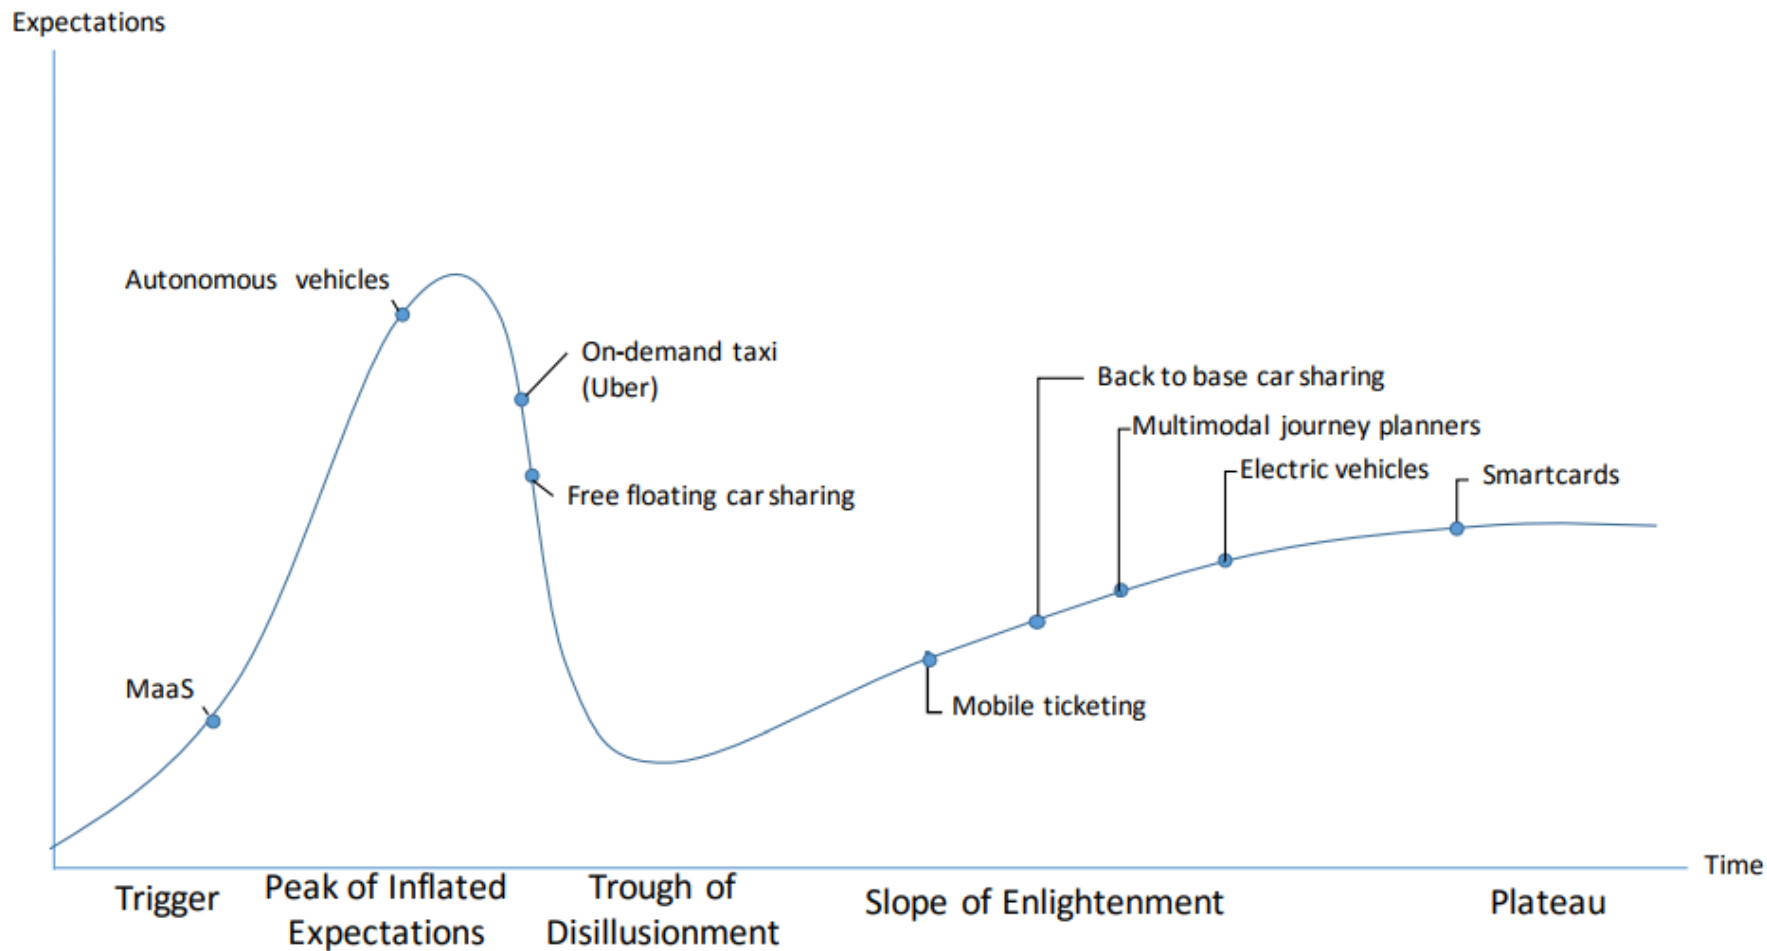 Expectations
Autonomous vehicles
On-demand taxi
(Uber)
Back to base car sharing
Multimodal journey planners
Electric vehicles
Smartcards
Free floating car sharing
MaaS
Mobile ticketing
Time
Trigger
Peak of Inflated
Expectations
Trough of
Disillusionment
Slope of Enlightenment
Plateau